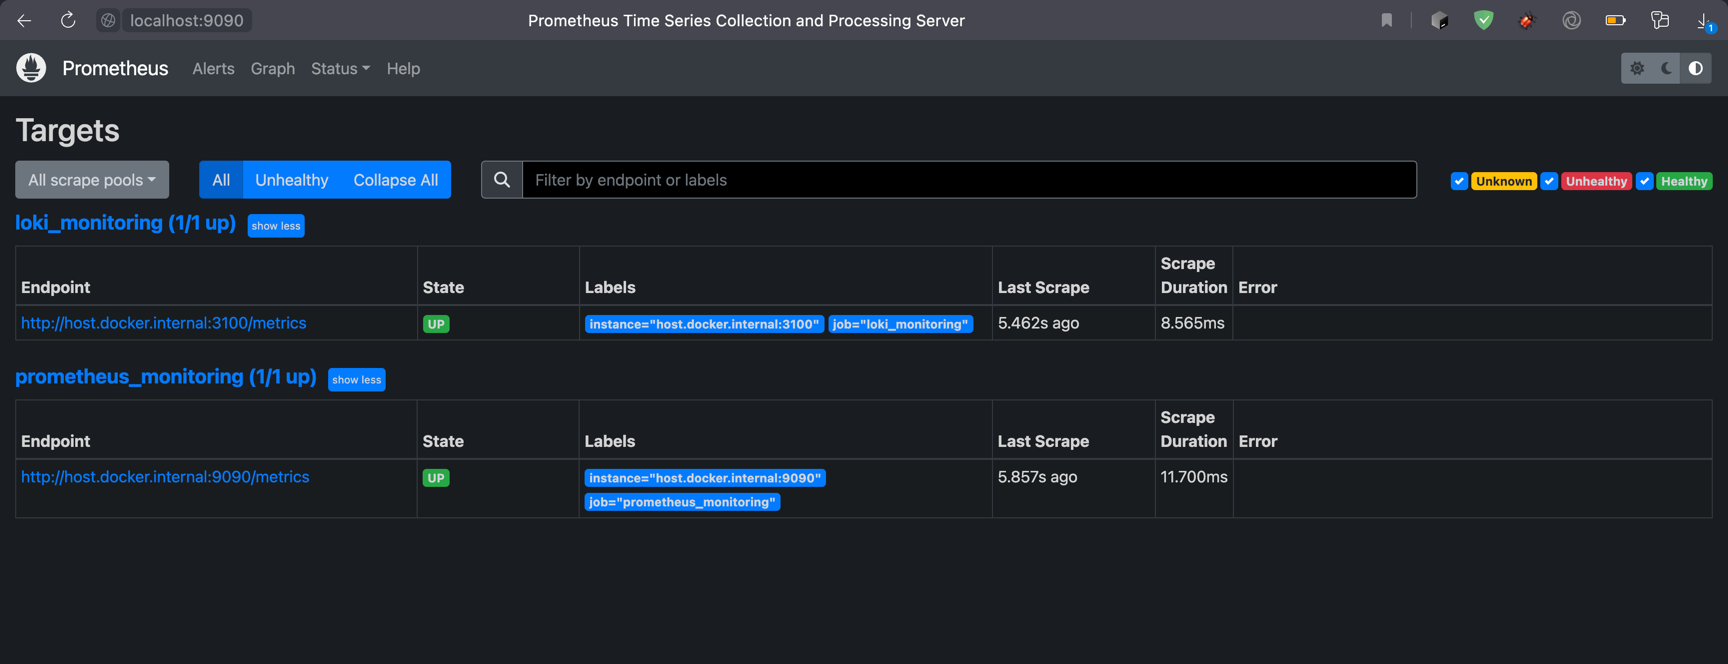 localhost:9090 Prometheus Time Series Collection and Processing Server 1
Prometheus Alerts Graph Status Help
Targets
All scrape pools All Unhealthy Collapse All Filter by endpoint or labels Unknown Unhealthy Healthy
loki_monitoring (1/1 up) show less
Endpoint State Labels Last Scrape Scrape Duration Error
http://host.docker.internal:3100/metrics UP instance="host.docker.internal:3100" job="loki_monitoring" 5.462s ago 8.565ms
prometheus_monitoring (1/1 up) show less
Endpoint State Labels Last Scrape Scrape Duration Error
http://host.docker.internal:9090/metrics UP instance="host.docker.internal:9090" 5.857s ago 11.700ms
job="prometheus_monitoring"